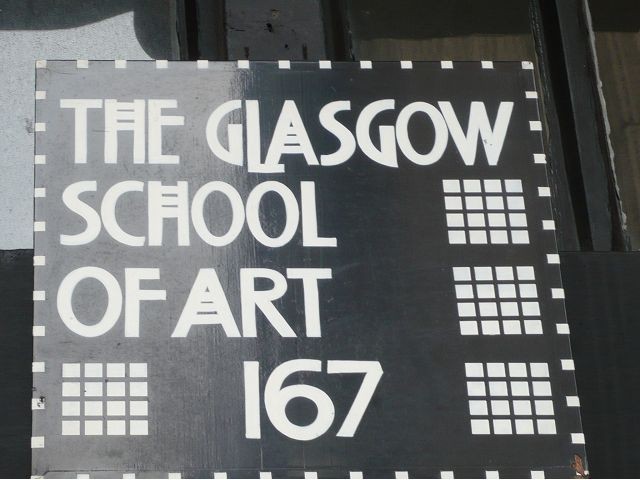 THE GLASGOW
SCHOOL
OF ART
167